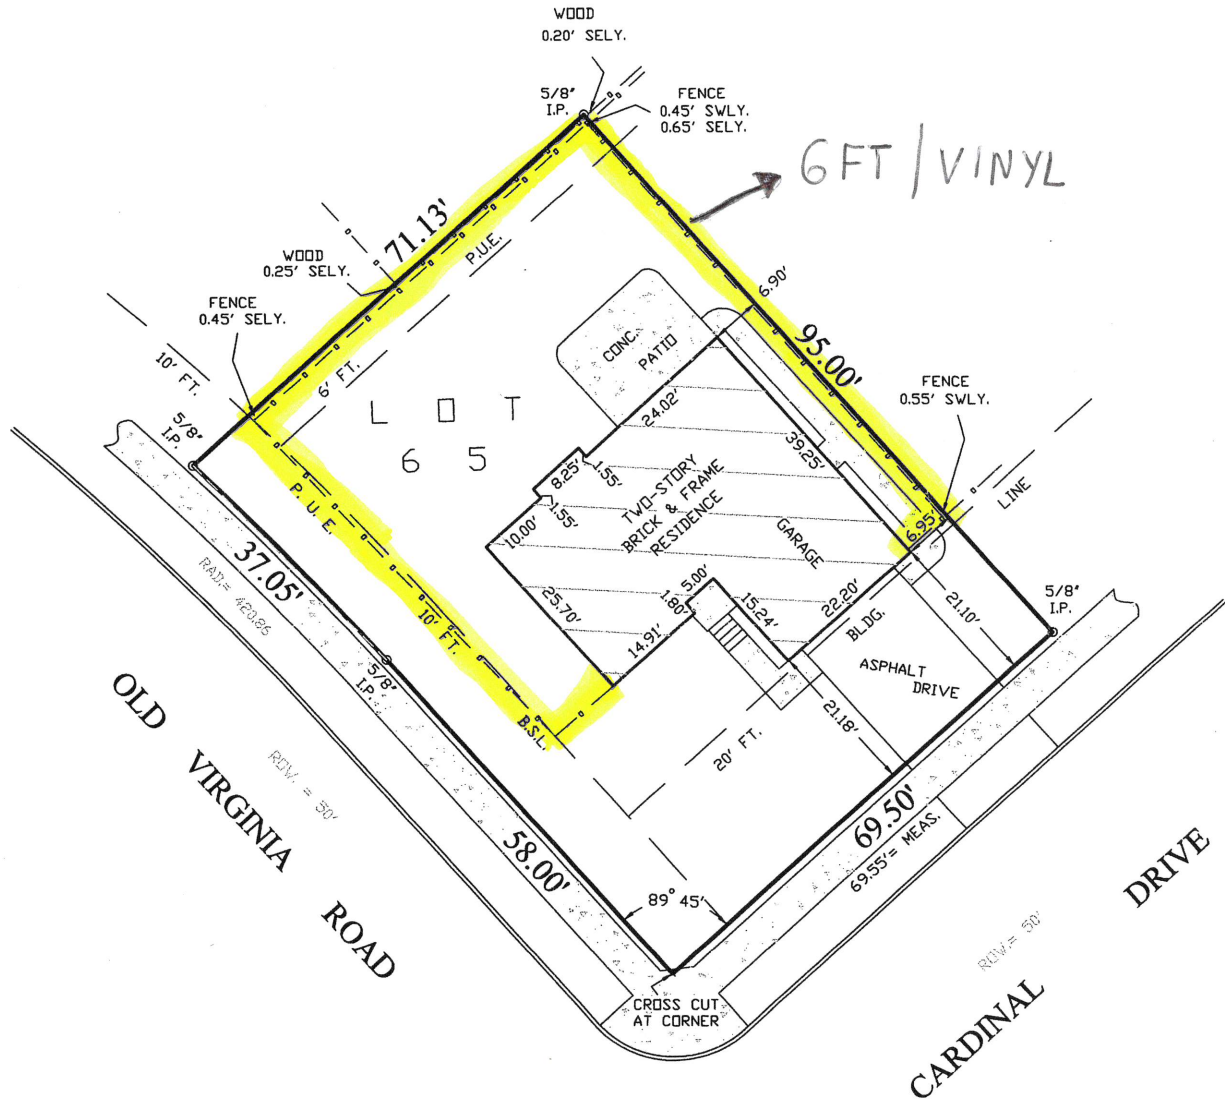 WOOD
0.20' SELY.
5/8"
I.P.
FENCE
0.45' SWLY.
0.65' SELY.
6FT / VINYL
71.13'
P.U.E.
WOOD
0.25' SELY.
FENCE
0.45' SELY.
6.90'
10' FT.
6' FT.
CONC.
PATIO
95.00'
FENCE
0.55' SWLY.
LOT
65
24.02'
39.25'
5/8"
I.P.
8.25'
1.55'
1.55'
10.00'
TWO-STORY
BRICK & FRAME
RESIDENCE
GARAGE
6.95'
LINE
P. U. E.
37.05'
RAD.= 420.86
25.70'
10' FT.
5.00'
1.80'
15.24'
14.91'
22.20'
BLDG.
21.10'
5/8"
I.P.
5/8"
I.P.
ASPHALT
DRIVE
B.S.L.
21.18'
20' FT.
OLD VIRGINIA ROAD
ROW. = 50'
58.00'
69.50'
69.55'= MEAS.
89° 45'
ROW.= 50'
CROSS CUT
AT CORNER
CARDINAL DRIVE